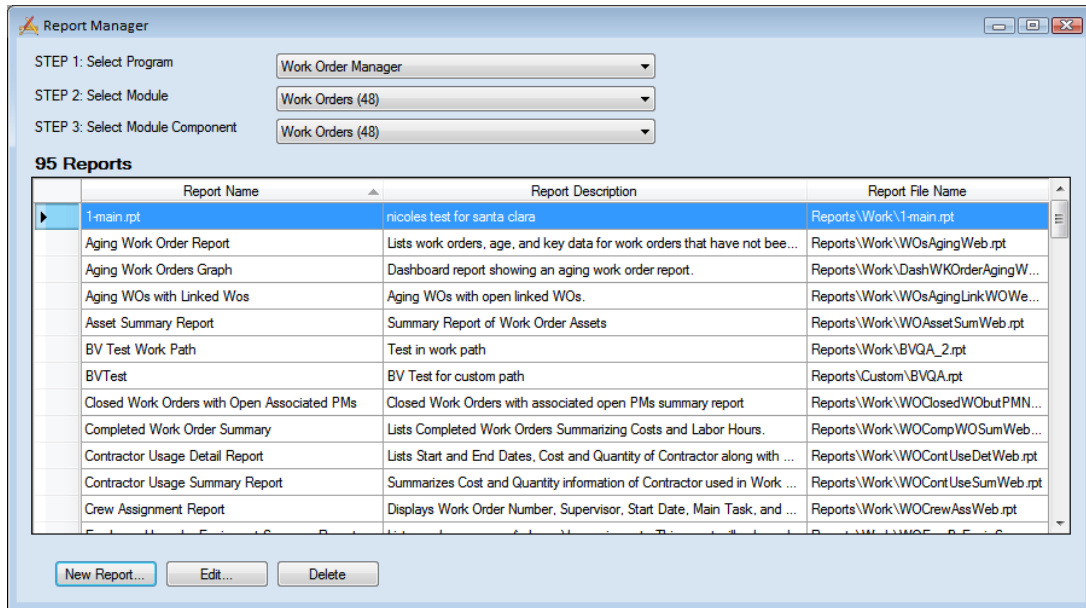 Report Manager
STEP 1: Select Program Work Order Manager
STEP 2: Select Module Work Orders (48)
STEP 3: Select Module Component Work Orders (48)
95 Reports
Report Name Report Description Report File Name
1-main.rpt nicoles test for santa clara Reports\Work\1-main.rpt
Aging Work Order Report Lists work orders, age, and key data for work orders that have not bee... Reports\Work\WOsAgingWeb.rpt
Aging Work Orders Graph Dashboard report showing an aging work order report. Reports\Work\DashWKOrderAgingW...
Aging WOs with Linked Wos Aging WOs with open linked WOs. Reports\Work\WOsAgingLinkWOWe...
Asset Summary Report Summary Report of Work Order Assets Reports\Work\WOAssetSumWeb.rpt
BV Test Work Path Test in work path Reports\Work\BVQA_2.rpt
BVTest BV Test for custom path Reports\Custom\BVQA.rpt
Closed Work Orders with Open Associated PMs Closed Work Orders with associated open PMs summary report Reports\Work\WOClosedWObutPMN...
Completed Work Order Summary Lists Completed Work Orders Summarizing Costs and Labor Hours. Reports\Work\WOCompWOSumWeb...
Contractor Usage Detail Report Lists Start and End Dates, Cost and Quantity of Contractor along with ... Reports\Work\WOContUseDetWeb.rpt
Contractor Usage Summary Report Summarizes Cost and Quantity information of Contractor used in Work ... Reports\Work\WOContUseSumWeb.rpt
Crew Assignment Report Displays Work Order Number, Supervisor, Start Date, Main Task, and ... Reports\Work\WOCrewAssWeb.rpt
New Report... Edit... Delete